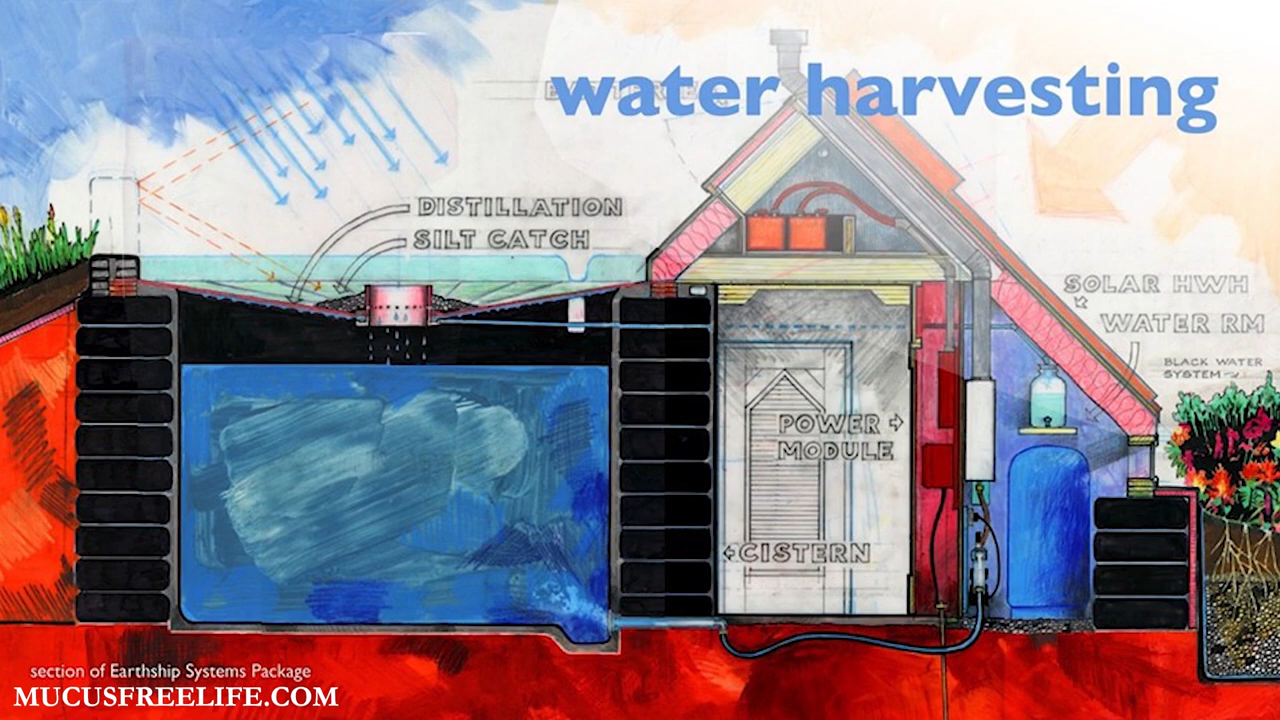 water harvesting
DISTILLATION
SILT CATCH
SOLAR HWH
WATER RM
BLACK WATER
SYSTEM
POWER
MODULE
CISTERN
section of Earthship Systems Package
MUCUSFREELIFE.COM